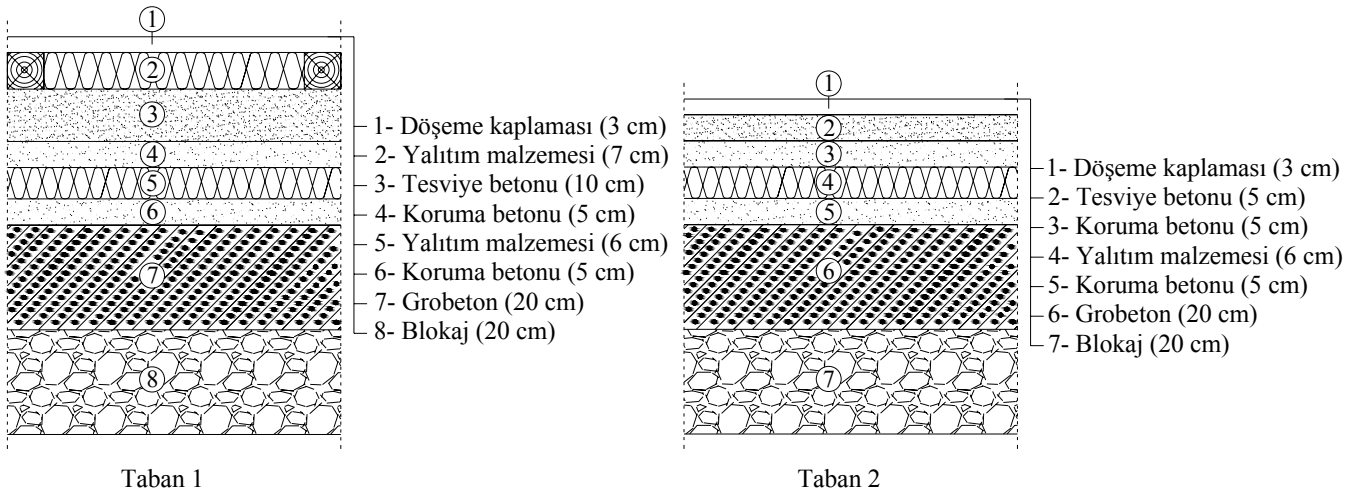 1
2
3
4
5
6
7
8
1- Döşeme kaplaması (3 cm)
2- Yalıtım malzemesi (7 cm)
3- Tesviye betonu (10 cm)
4- Koruma betonu (5 cm)
5- Yalıtım malzemesi (6 cm)
6- Koruma betonu (5 cm)
7- Grobeton (20 cm)
8- Blokaj (20 cm)
Taban 1
1
2
3
4
5
6
7
1- Döşeme kaplaması (3 cm)
2- Tesviye betonu (5 cm)
3- Koruma betonu (5 cm)
4- Yalıtım malzemesi (6 cm)
5- Koruma betonu (5 cm)
6- Grobeton (20 cm)
7- Blokaj (20 cm)
Taban 2